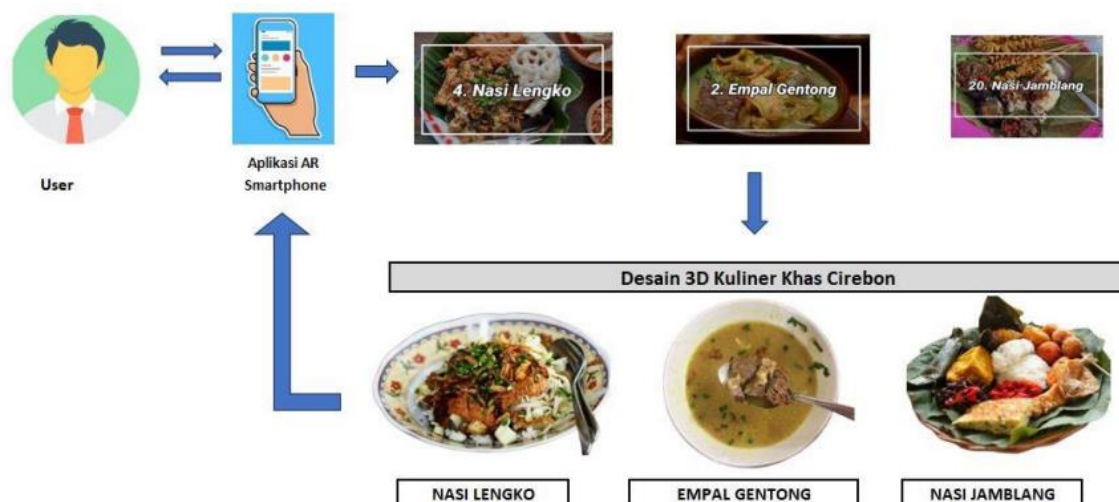 4. Nasi Lengko
2. Empal Gentong
20. Nasi Jamblang
Aplikasi AR
Smartphone
User
Desain 3D Kuliner Khas Cirebon
NASI LENGKO
EMPAL GENTONG
NASI JAMBLANG